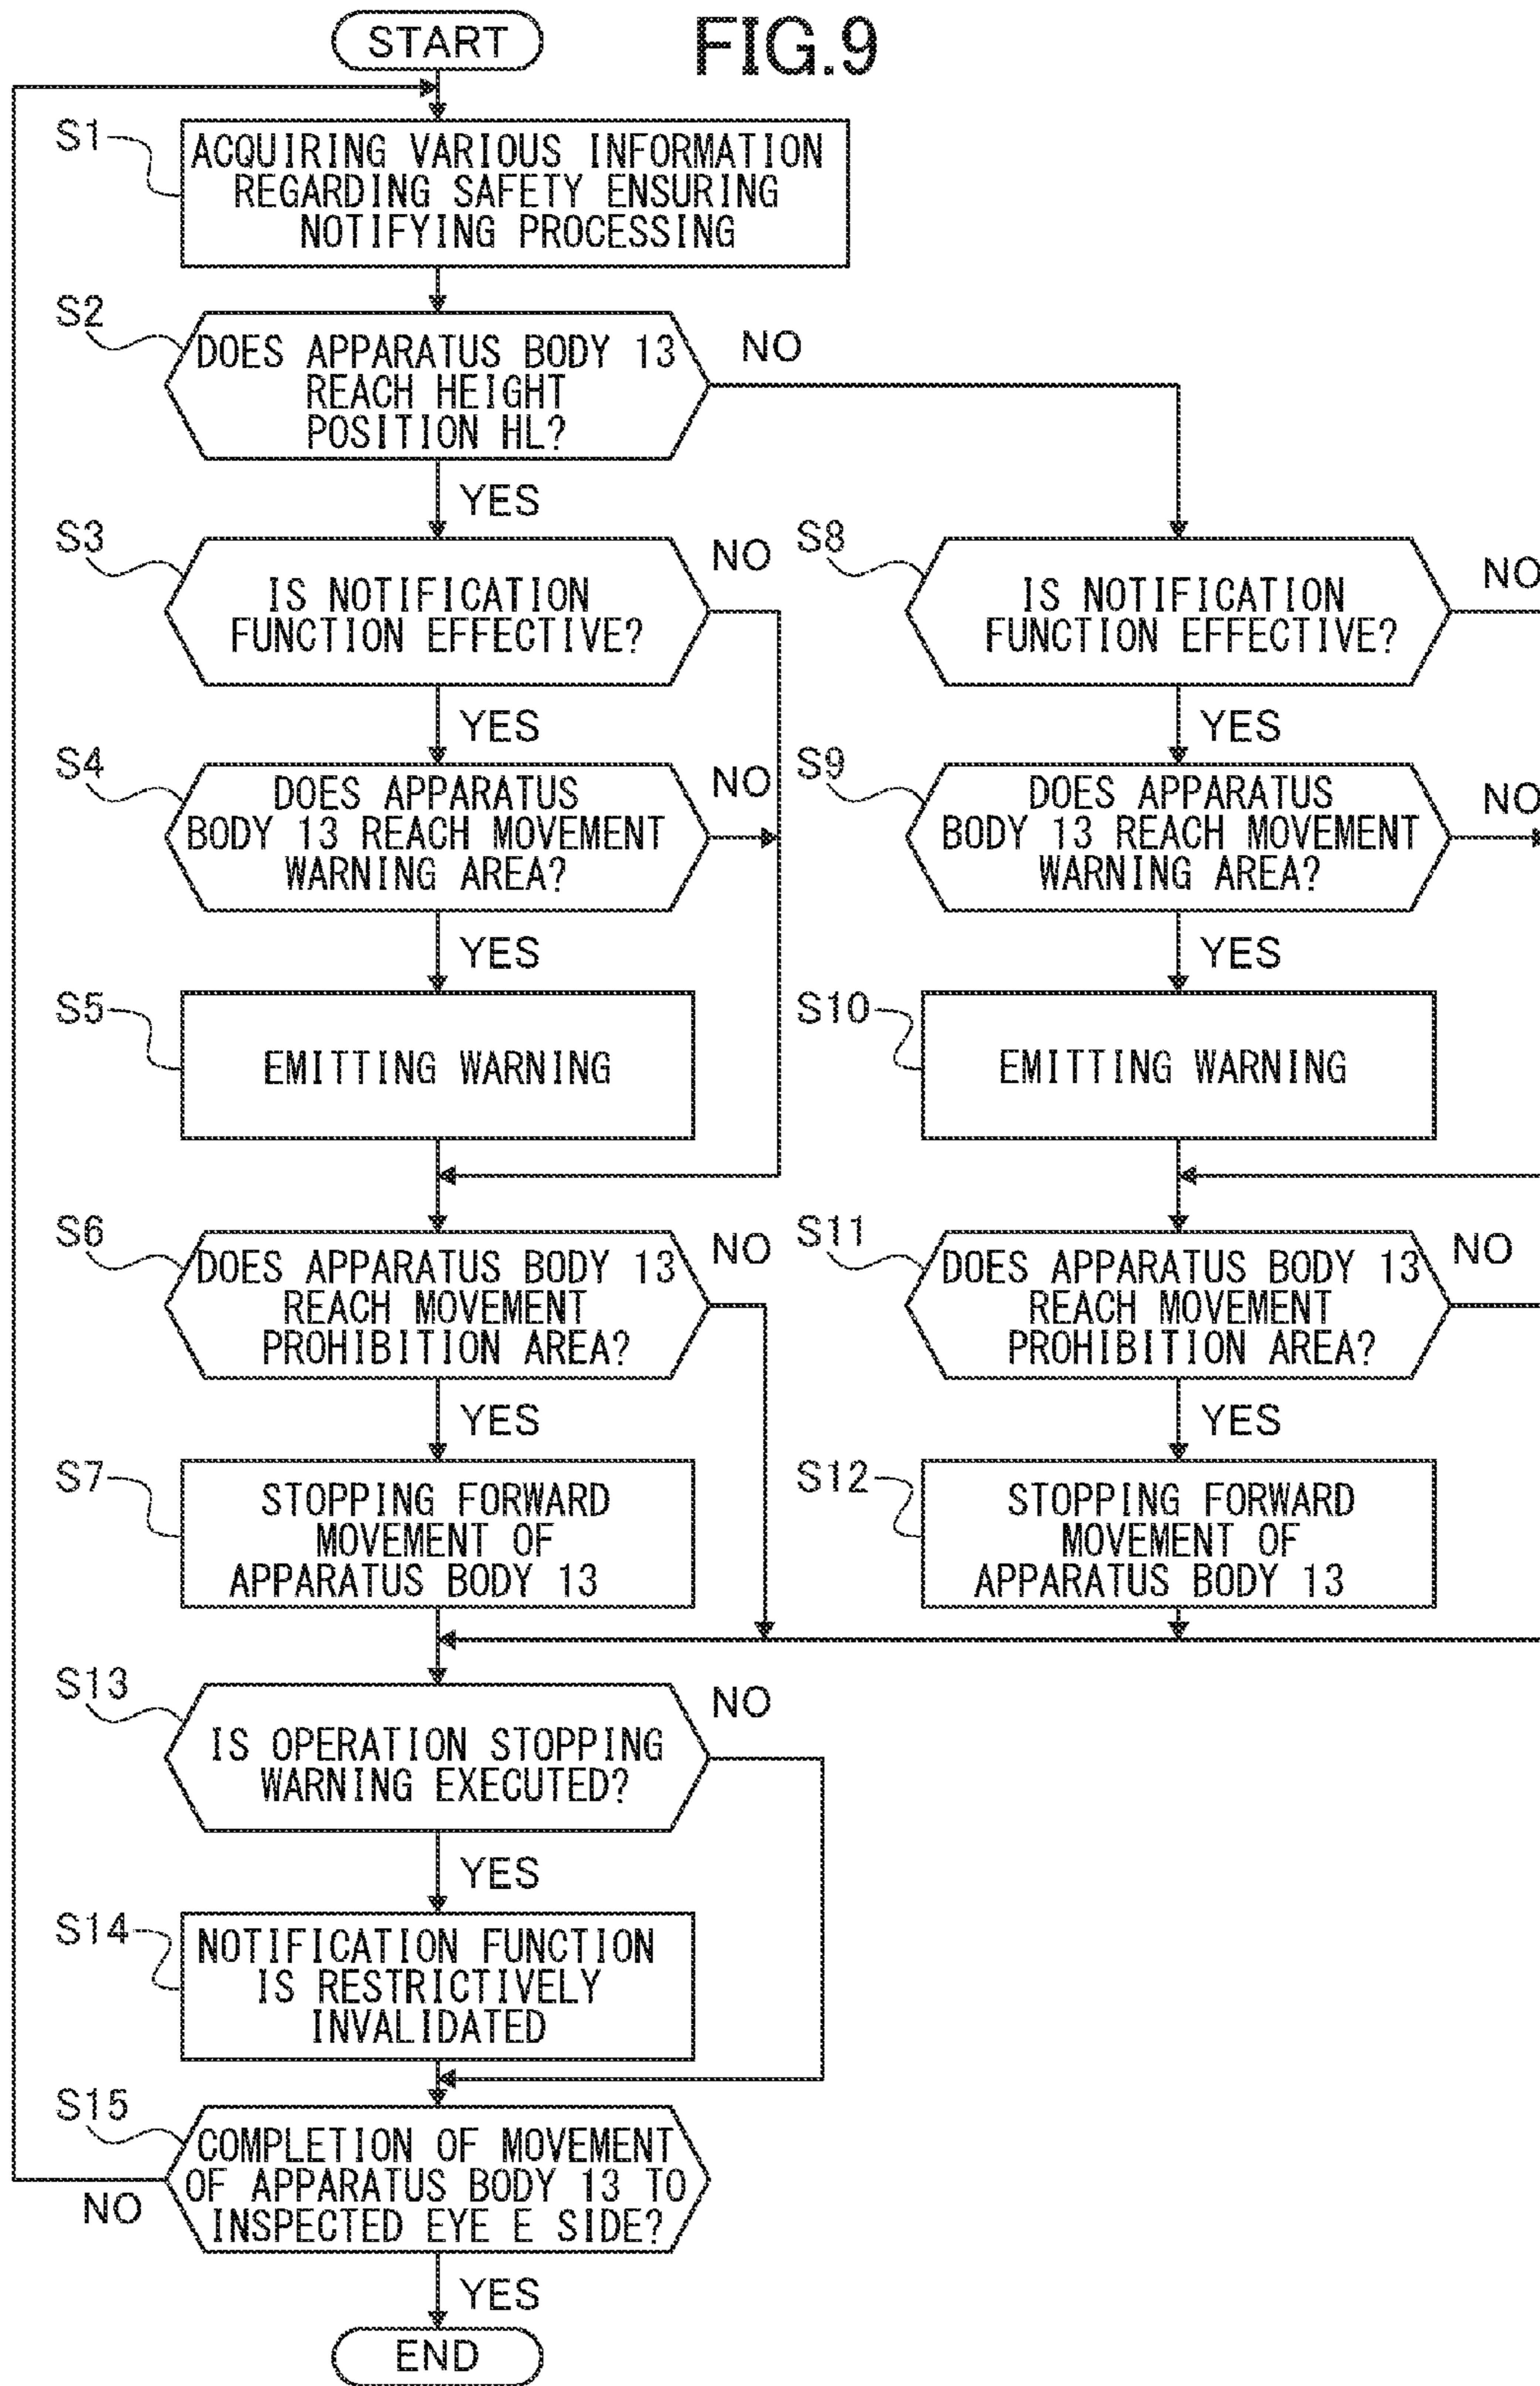 START
FIG.9
S1
ACQUIRING VARIOUS INFORMATION
REGARDING SAFETY ENSURING
NOTIFYING PROCESSING
S2
DOES APPARATUS BODY 13
REACH HEIGHT
POSITION HL?
NO
YES
S3
IS NOTIFICATION
FUNCTION EFFECTIVE?
NO
YES
S4
DOES APPARATUS
BODY 13 REACH MOVEMENT
WARNING AREA?
NO
YES
S5
EMITTING WARNING
S6
DOES APPARATUS BODY 13
REACH MOVEMENT
PROHIBITION AREA?
NO
YES
S7
STOPPING FORWARD
MOVEMENT OF
APPARATUS BODY 13
S8
IS NOTIFICATION
FUNCTION EFFECTIVE?
NO
YES
S9
DOES APPARATUS
BODY 13 REACH MOVEMENT
WARNING AREA?
NO
YES
S10
EMITTING WARNING
S11
DOES APPARATUS BODY 13
REACH MOVEMENT
PROHIBITION AREA?
NO
YES
S12
STOPPING FORWARD
MOVEMENT OF
APPARATUS BODY 13
S13
IS OPERATION STOPPING
WARNING EXECUTED?
NO
YES
S14
NOTIFICATION FUNCTION
IS RESTRICTIVELY
INVALIDATED
S15
COMPLETION OF MOVEMENT
OF APPARATUS BODY 13 TO
INSPECTED EYE E SIDE?
NO
YES
END